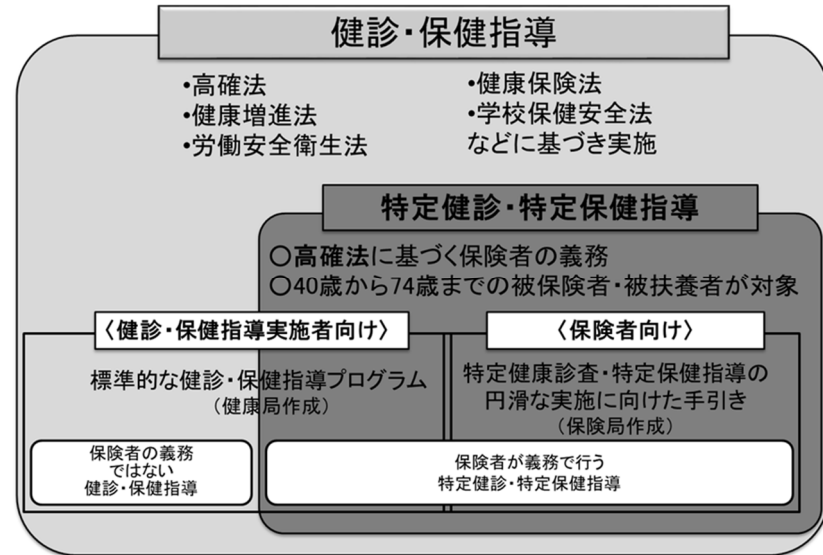 健診・保健指導
•高確法
•健康増進法
•労働安全衛生法
•健康保険法
•学校保健安全法
などに基づき実施
特定健診・特定保健指導
○高確法に基づく保険者の義務
○40歳から74歳までの被保険者・被扶養者が対象
〈健診・保健指導実施者向け〉
標準的な健診・保健指導プログラム
（健康局作成）
〈保険者向け〉
特定健康診査・特定保健指導の
円滑な実施に向けた手引き
（保険局作成）
保険者の義務
ではない
健診・保健指導
保険者が義務で行う
特定健診・特定保健指導